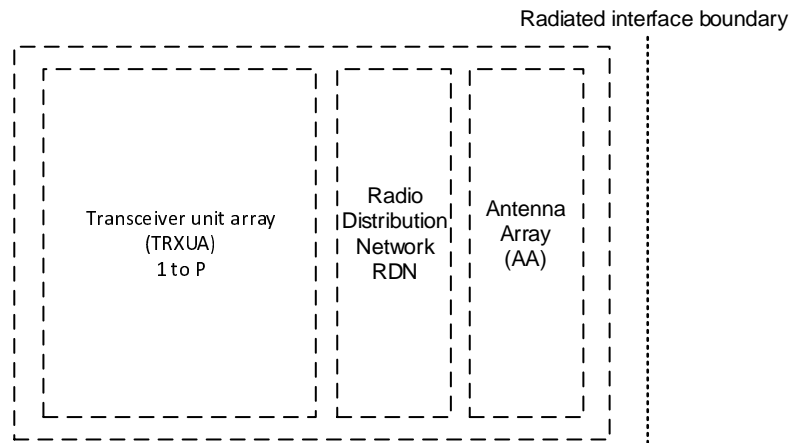 Radiated interface boundary
Transceiver unit array
(TRXUA)
1 to P
Radio
Distribution
Network
RDN
Antenna
Array
(AA)